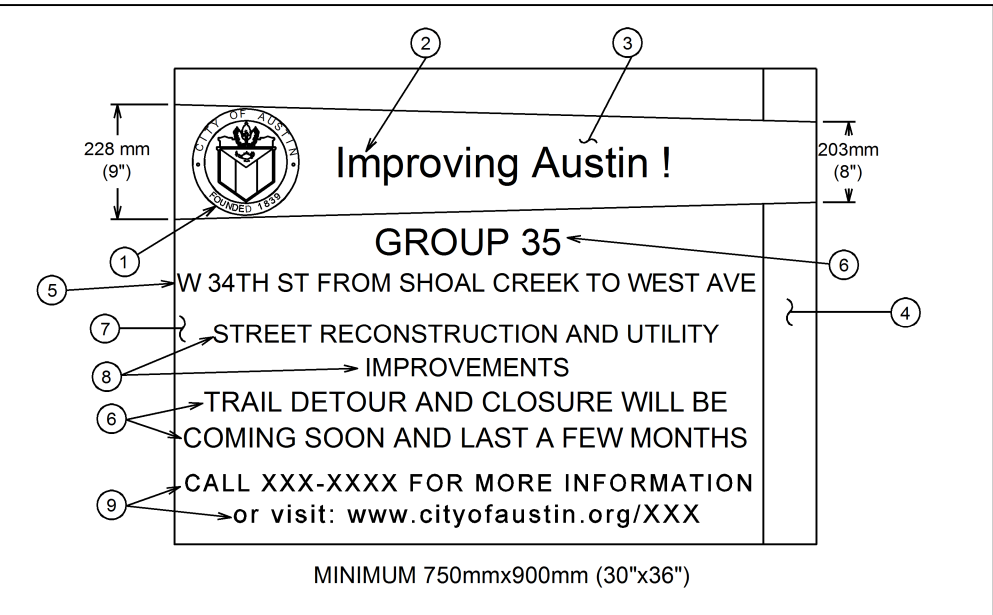 2
3
228 mm
(9")
CITY OF AUSTIN
FOUNDED 1839
Improving Austin !
203mm
(8")
1
GROUP 35
6
5
W 34TH ST FROM SHOAL CREEK TO WEST AVE
4
7
STREET RECONSTRUCTION AND UTILITY
8
IMPROVEMENTS
6
TRAIL DETOUR AND CLOSURE WILL BE
COMING SOON AND LAST A FEW MONTHS
9
CALL XXX-XXXX FOR MORE INFORMATION
or visit: www.cityofaustin.org/XXX
MINIMUM 750mmx900mm (30"x36")